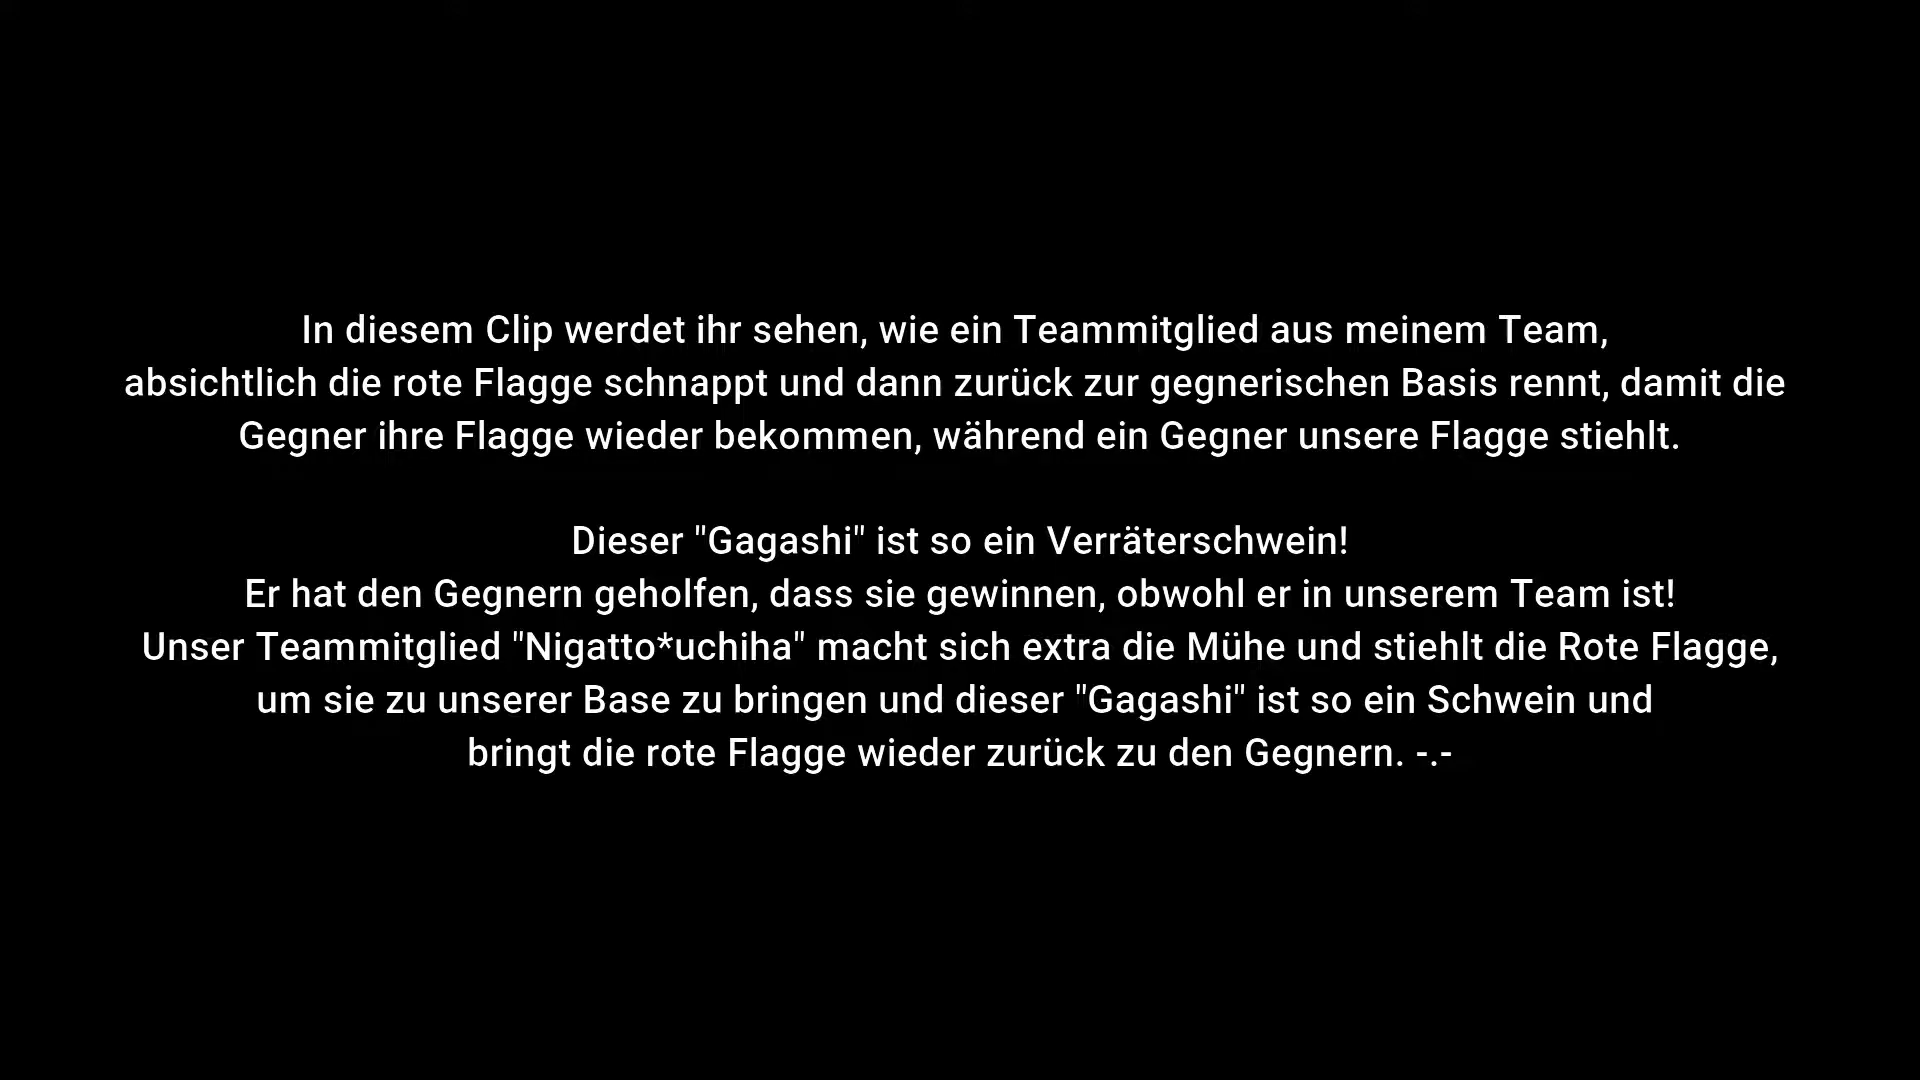 In diesem Clip werdet ihr sehen, wie ein Teammitglied aus meinem Team,
absichtlich die rote Flagge schnappt und dann zurück zur gegnerischen Basis rennt, damit die
Gegner ihre Flagge wieder bekommen, während ein Gegner unsere Flagge stiehlt.
Dieser "Gagashi" ist so ein Verräterschwein!
Er hat den Gegnern geholfen, dass sie gewinnen, obwohl er in unserem Team ist!
Unser Teammitglied "Nigatto*uchiha" macht sich extra die Mühe und stiehlt die Rote Flagge,
um sie zu unserer Base zu bringen und dieser "Gagashi" ist so ein Schwein und
bringt die rote Flagge wieder zurück zu den Gegnern. -.-